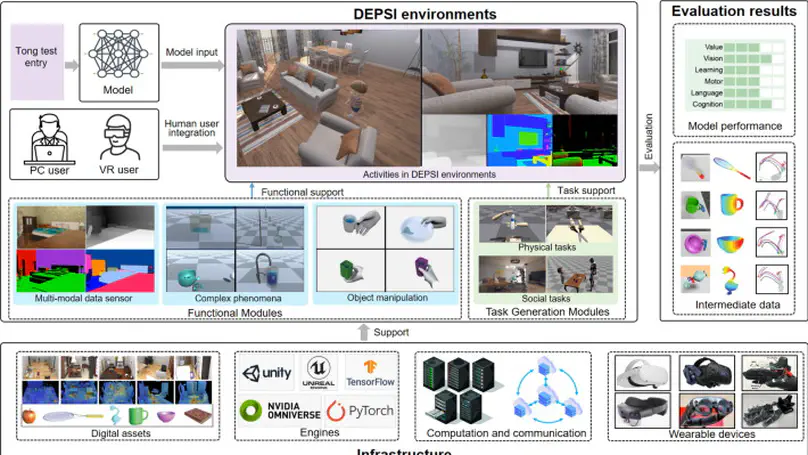 DEPSI environments
Tong test
entry
Model
Model input
PC user
VR user
Human user
integration
Activities in DEPSI environments
Functional support
Task support
Multi-modal data sensor
Complex phenomena
Object manipulation
Functional Modules
Physical tasks
Social tasks
Task Generation Modules
Evaluation
Evaluation results
Value
Vision
Learning
Motor
Language
Cognition
Model performance
Intermediate data
Support
Digital assets
unity
UNREAL
TensorFlow
NVIDIA
OMNIVERSE
PyTorch
Engines
Computation and communication
Wearable devices
Infrastructure